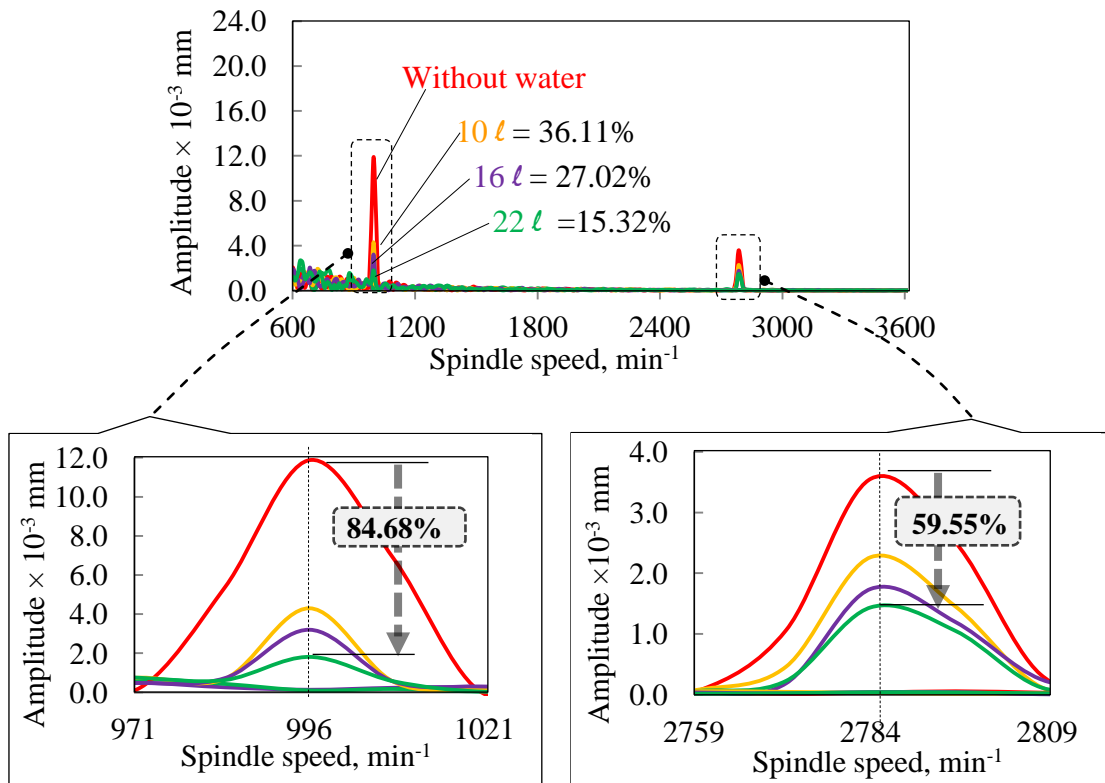 24.0
20.0
16.0
12.0
8.0
4.0
0.0
Amplitude × 10⁻³ mm
Without water
10 ℓ = 36.11%
16 ℓ = 27.02%
22 ℓ =15.32%
600 1200 1800 2400 3000 3600
Spindle speed, min⁻¹
12.0
10.0
8.0
6.0
4.0
2.0
0.0
Amplitude × 10⁻³ mm
84.68%
971 996 1021
Spindle speed, min⁻¹
4.0
3.0
2.0
1.0
0.0
Amplitude ×10⁻³ mm
59.55%
2759 2784 2809
Spindle speed, min⁻¹